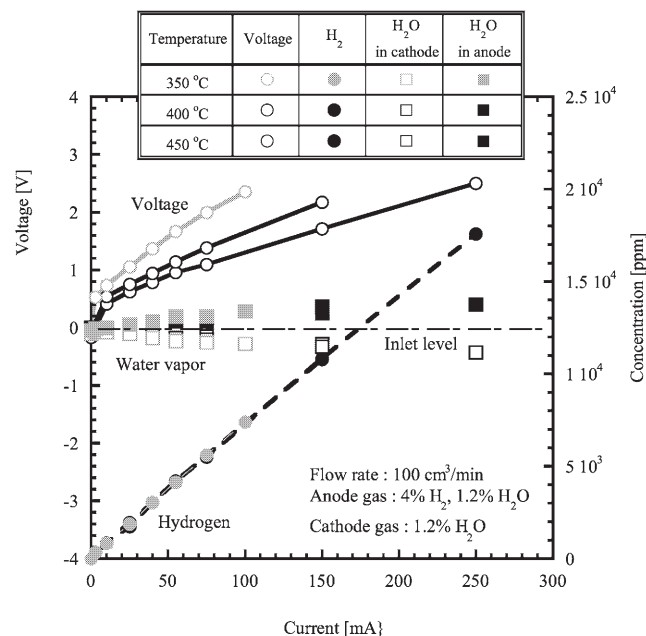 Temperature Voltage H₂ H₂O in cathode H₂O in anode
350 °C
400 °C
450 °C
4
3
2
1
0
-1
-2
-3
-4
Voltage [V]
2.5 10⁴
2 10⁴
1.5 10⁴
1 10⁴
5 10³
0
Concentration [ppm]
Voltage
Water vapor
Inlet level
Hydrogen
Flow rate : 100 cm³/min
Anode gas : 4% H₂, 1.2% H₂O
Cathode gas : 1.2% H₂O
0 50 100 150 200 250 300
Current [mA}